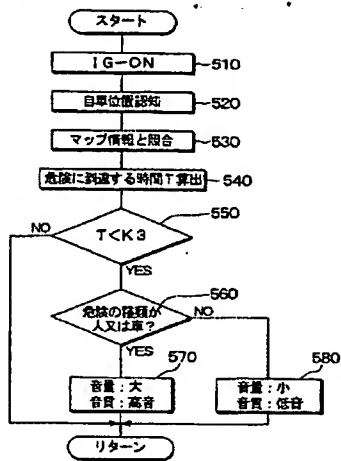 スタート
IG-ON
510
自車位置認知
520
マップ情報と照合
530
危険に到達する時間T算出
540
550
NO
T<K3
YES
560
危険の種類が
人又は車?
NO
YES
570
580
音量:大
音質:高音
音量:小
音質:低音
リターン